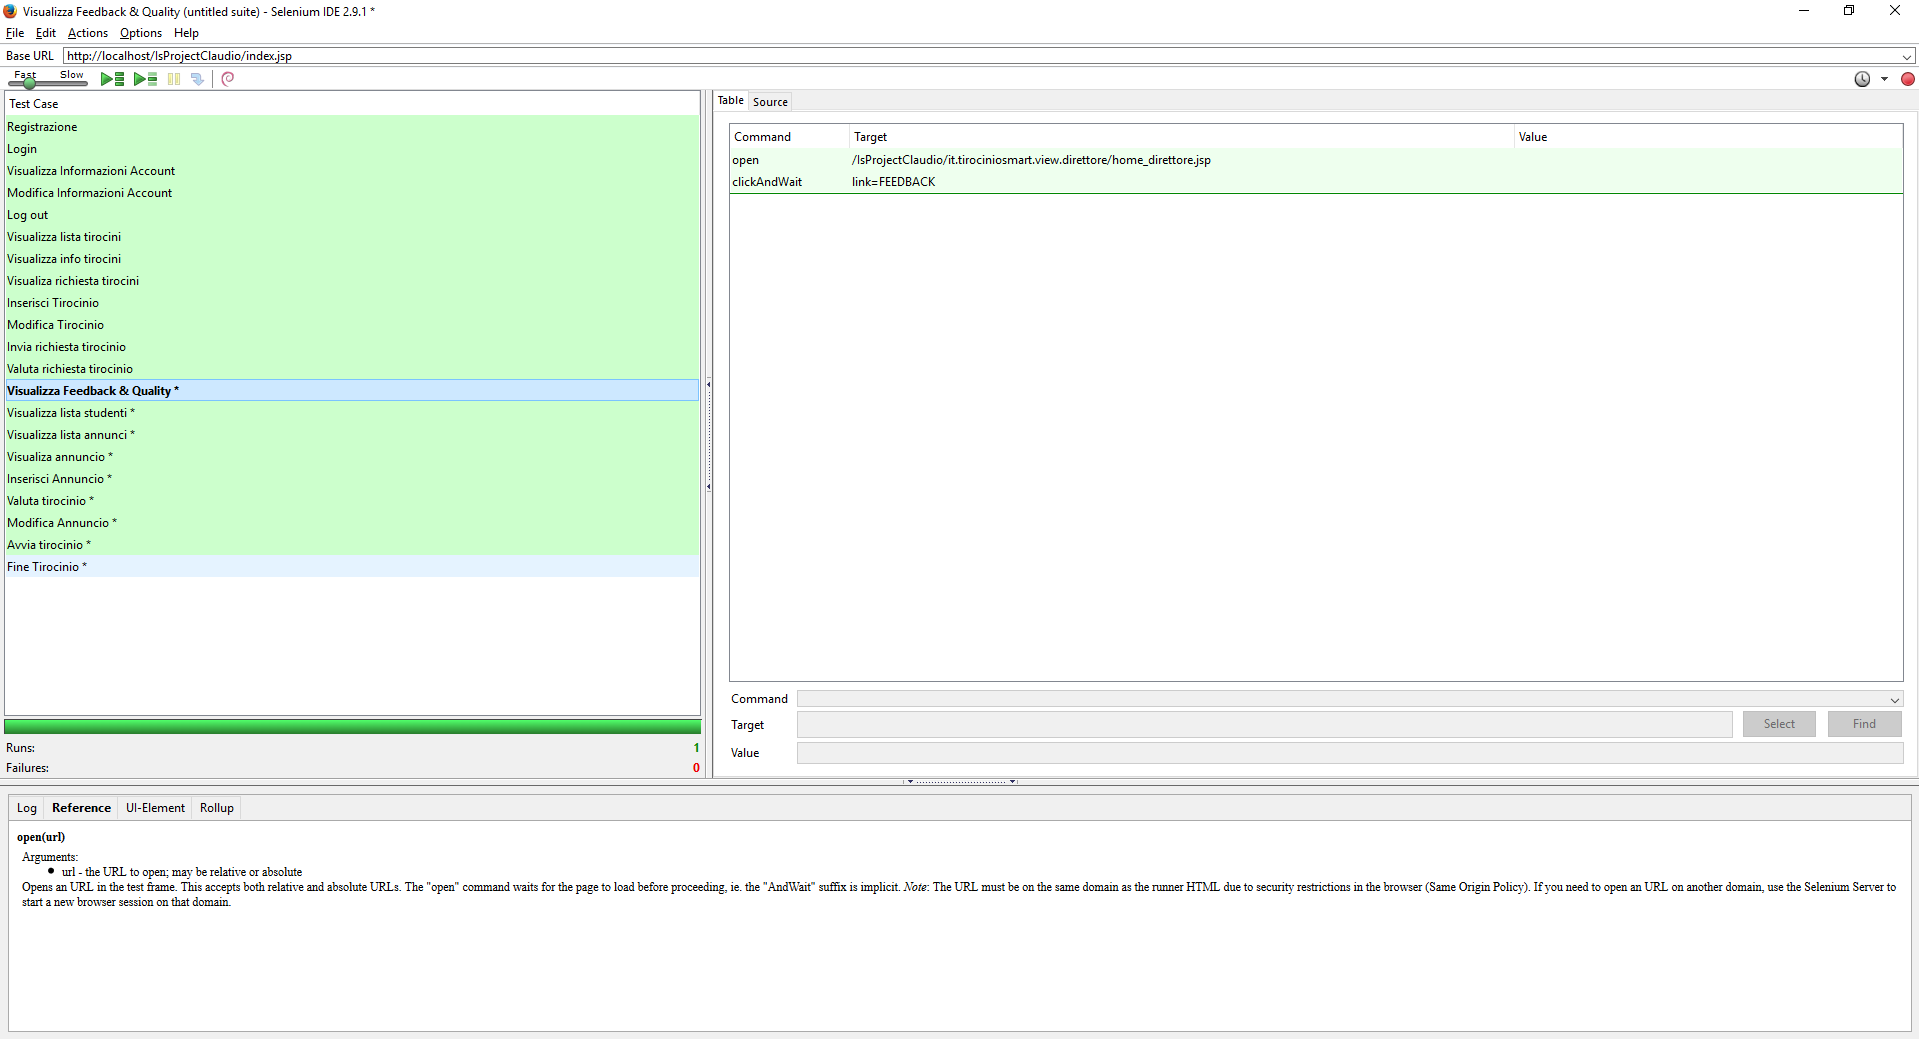 Visualizza Feedback & Quality (untitled suite) - Selenium IDE 2.9.1 *
File Edit Actions Options Help
Base URL http://localhost/IsProjectClaudio/index.jsp
Fast Slow
Test Case
Registrazione
Login
Visualizza Informazioni Account
Modifica Informazioni Account
Log out
Visualizza lista tirocini
Visualizza info tirocini
Visualiza richiesta tirocini
Inserisci Tirocinio
Modifica Tirocinio
Invia richiesta tirocinio
Valuta richiesta tirocinio
Visualizza Feedback & Quality *
Visualizza lista studenti *
Visualizza lista annunci *
Visualiza annuncio *
Inserisci Annuncio *
Valuta tirocinio *
Modifica Annuncio *
Avvia tirocinio *
Fine Tirocinio *
Runs: 1
Failures: 0
Table Source
Command Target Value
open /IsProjectClaudio/it.tirociniosmart.view.direttore/home_direttore.jsp
clickAndWait link=FEEDBACK
Command
Target Select Find
Value
Log Reference UI-Element Rollup
open(url)
Arguments:
• url - the URL to open; may be relative or absolute
Opens an URL in the test frame. This accepts both relative and absolute URLs. The "open" command waits for the page to load before proceeding, ie. the "AndWait" suffix is implicit. Note: The URL must be on the same domain as the runner HTML due to security restrictions in the browser (Same Origin Policy). If you need to open an URL on another domain, use the Selenium Server to
start a new browser session on that domain.